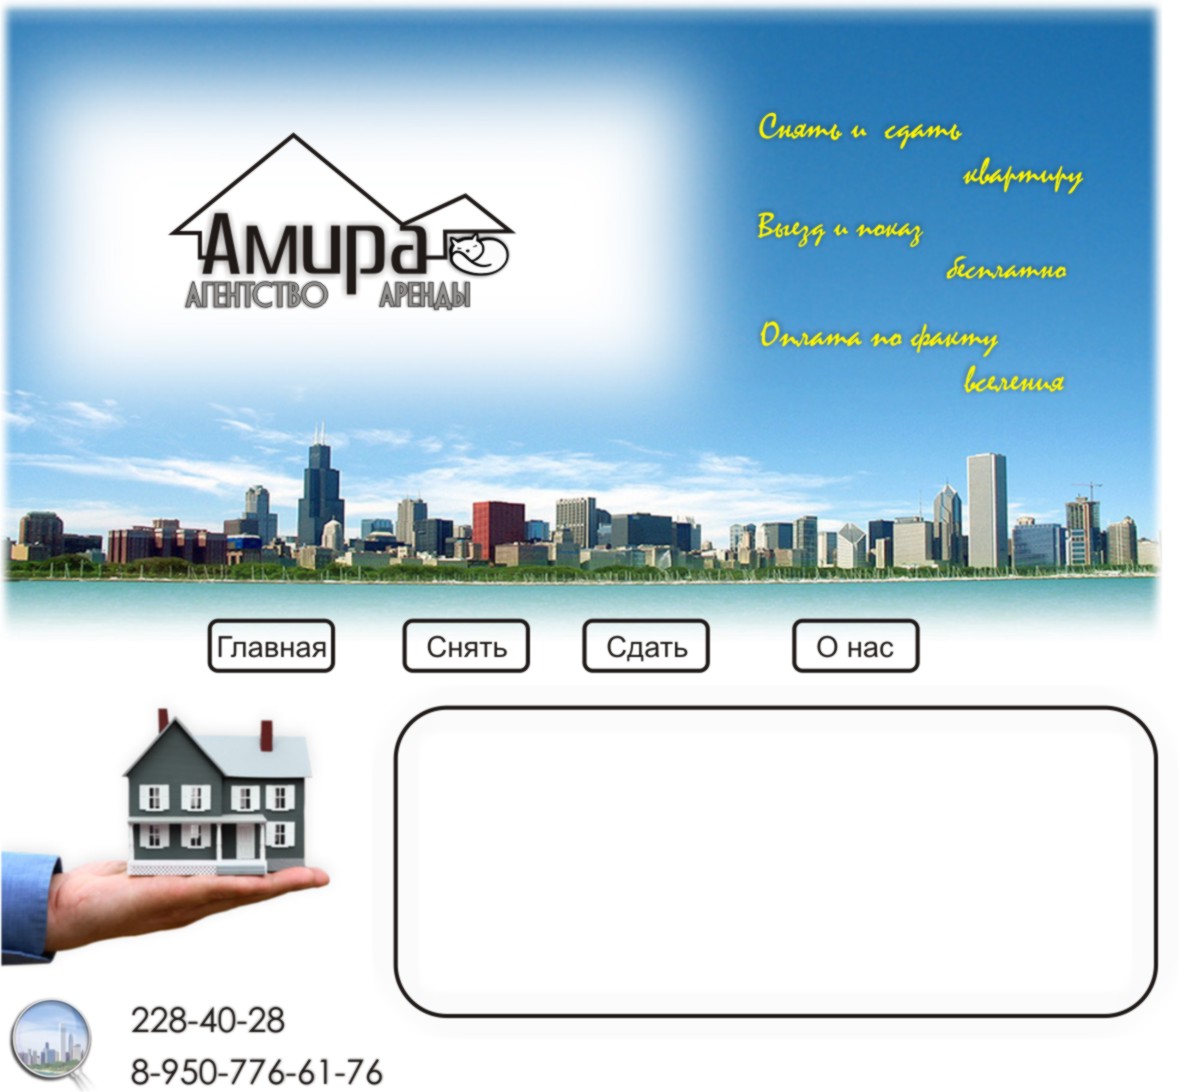 Амира
АГЕНТСТВО АРЕНДЫ
Снять и сдать
квартиру
Выезд и показ
бесплатно
Оплата по факту
вселения
Главная
Снять
Сдать
О нас
228-40-28
8-950-776-61-76